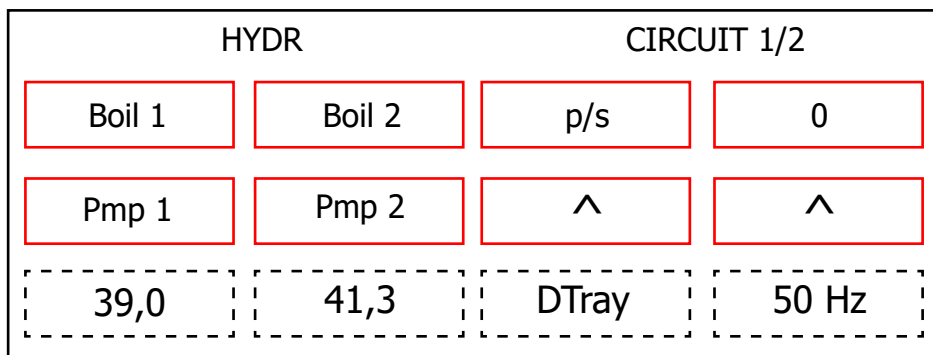 HYDR CIRCUIT 1/2
Boil 1 Boil 2 p/s 0
Pmp 1 Pmp 2 ^ ^
39,0 41,3 DTray 50 Hz